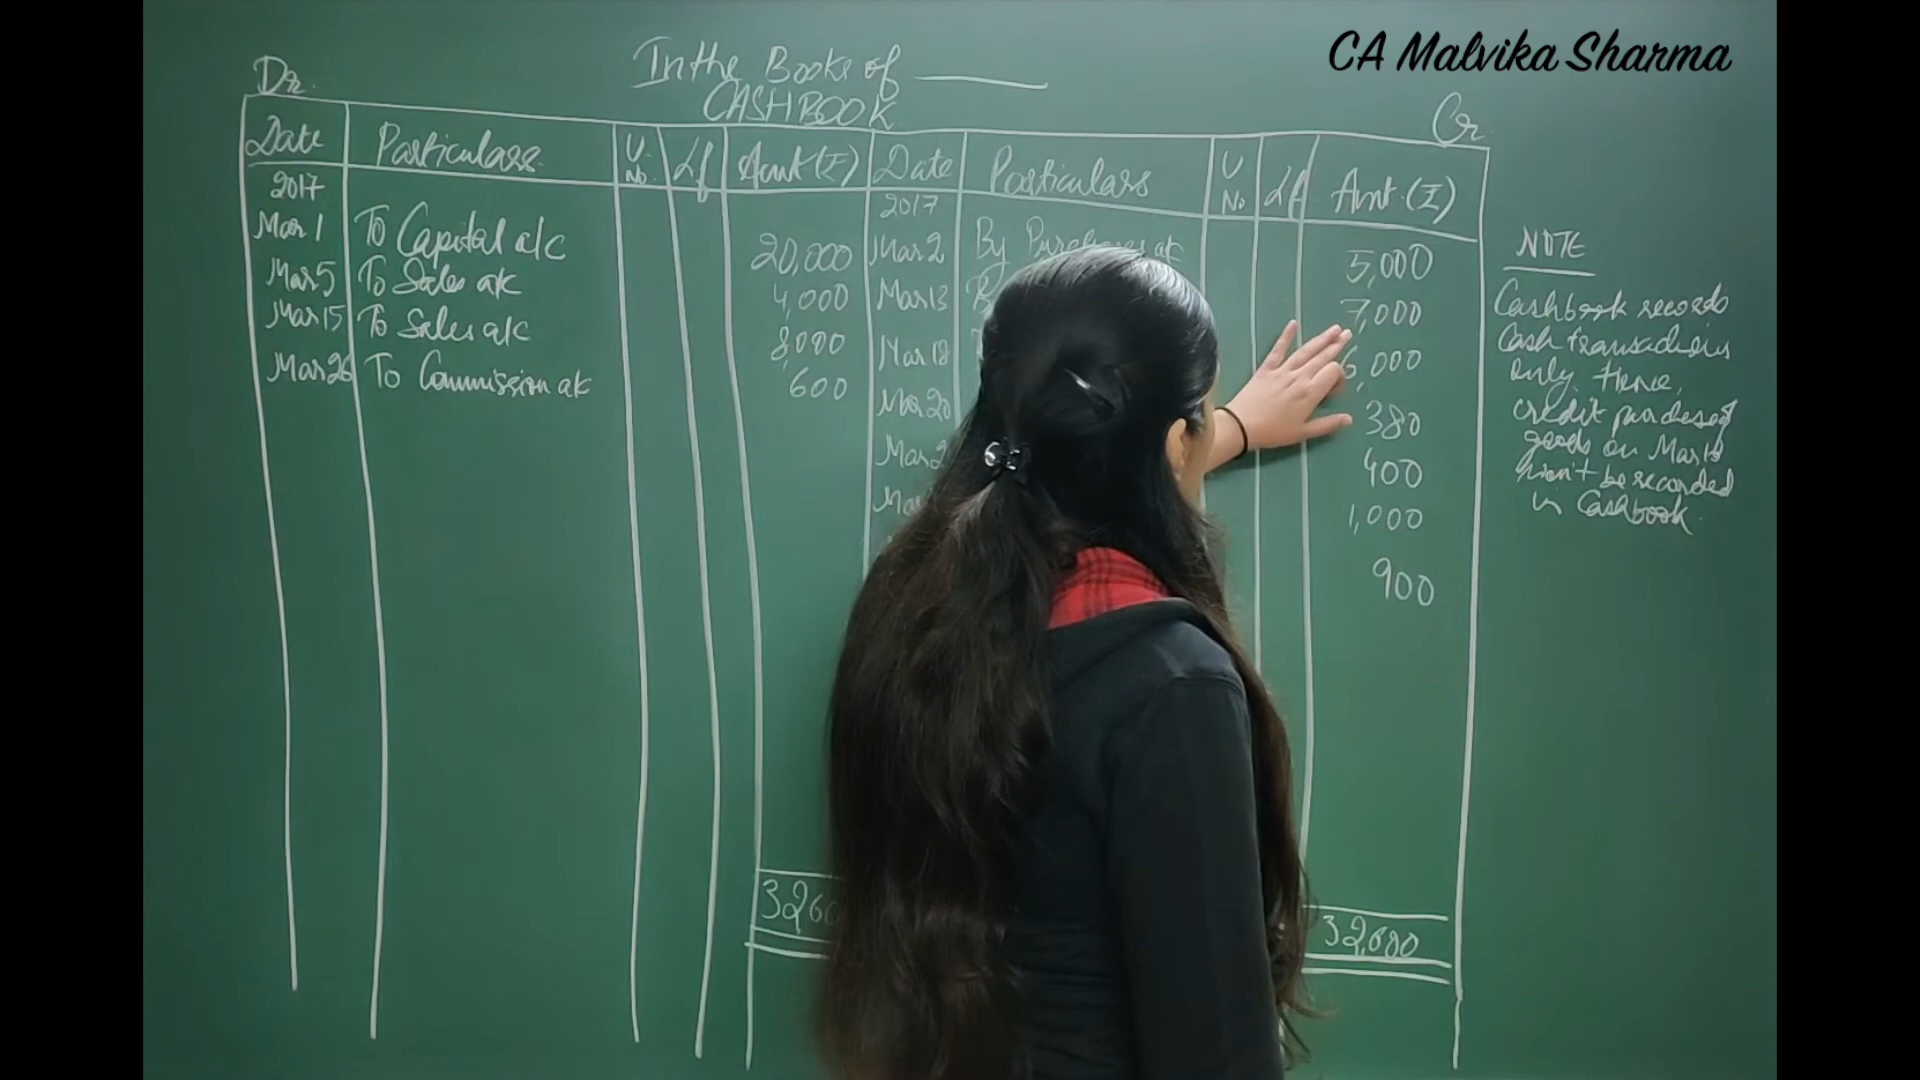 CA Malvika Sharma
In the Books of
CASHBOOK
Dr.
Cr.
Date Particulars V. No. Lf Amt (₹) Date Particulars V No. Lf Amt. (₹)
2017 2017
Mar 1 To Capital a/c 20,000 Mar 2 By Purchases a/c 5,000
Mar 5 To Sales a/c 4,000 Mar 13 7,000
Mar 15 To Sales a/c 8,000 Mar 18 6,000
Mar 26 To Commission a/c 600 Mar 20 380
400
1,000
900
32,600
NOTE
Cashbook records
Cash transactions
only. Hence,
credit purchase of
goods on Mar
won't be recorded
in Cashbook.